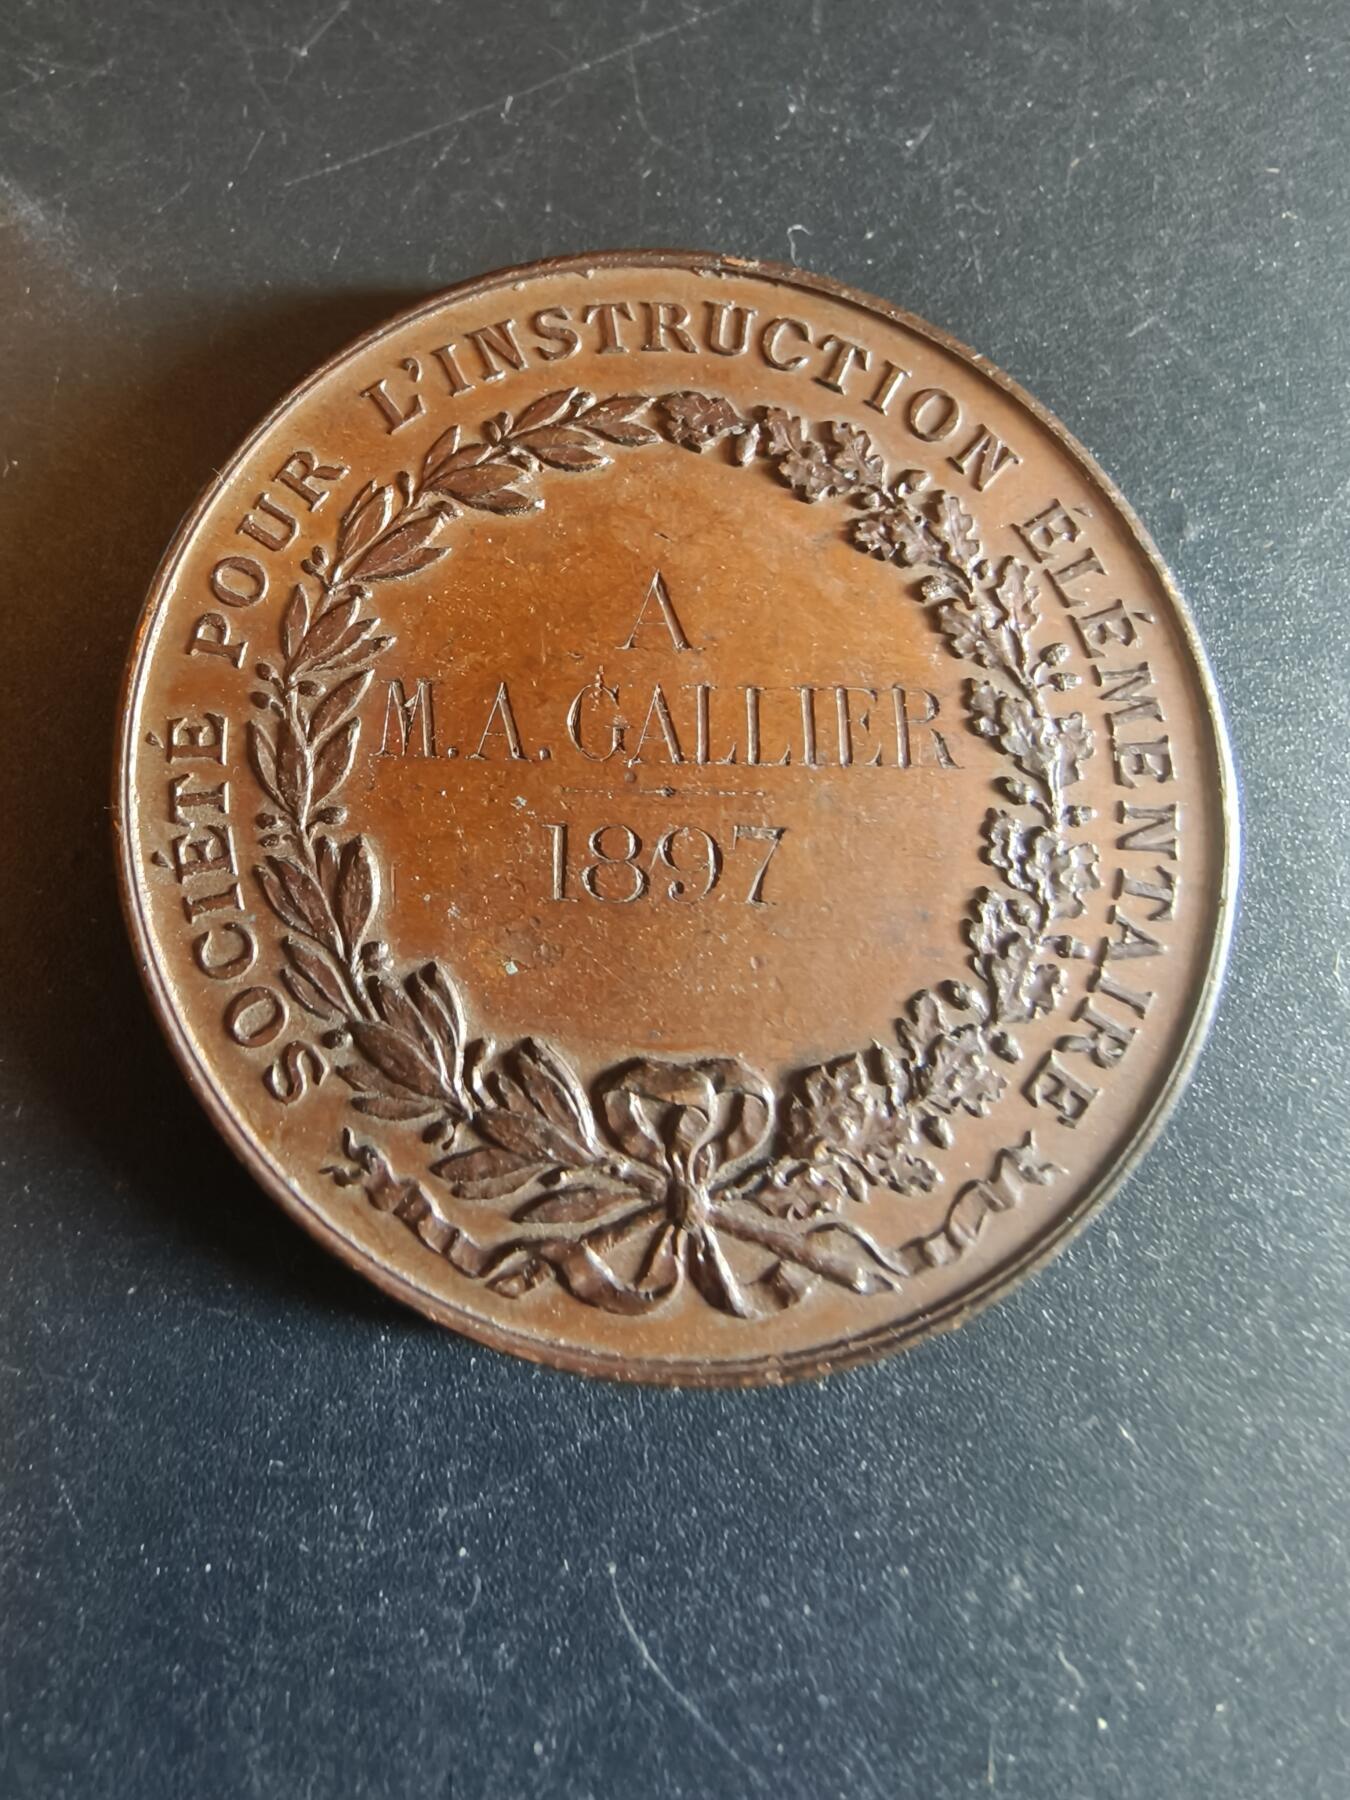 SOCIÉTÉ POUR L'INSTRUCTION ÉLÉMENTAIRE
A
M. A. GALLIER
1897